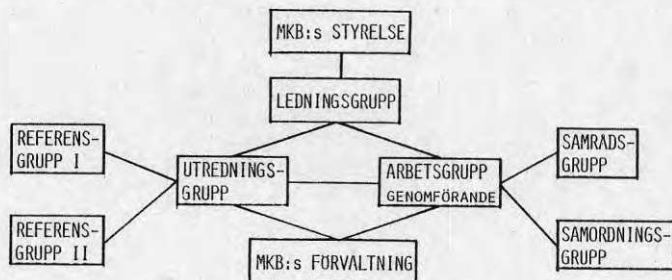 MKB:s STYRELSE
LEDNINGSGRUPP
REFERENS-
GRUPP I
UTREDNINGS-
GRUPP
ARBETSGRUPP
GENOMFÖRANDE
SAMRÅDS-
GRUPP
REFERENS-
GRUPP II
SAMORDNINGS-
GRUPP
MKB:s FÖRVALTNING